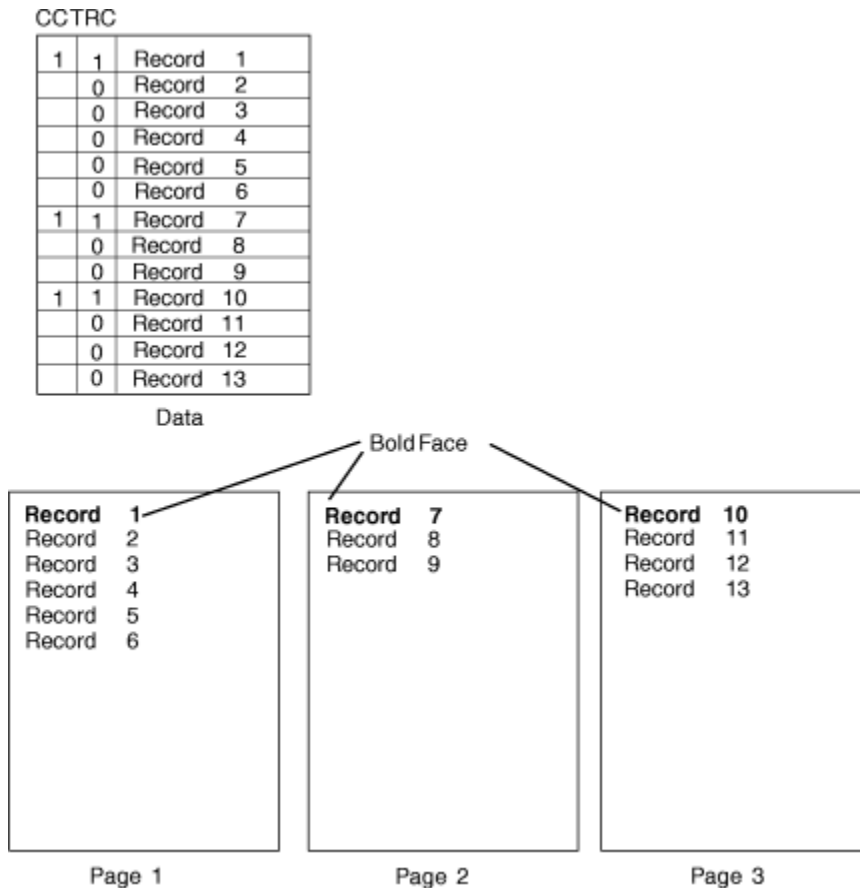 CCTRC
1 1 Record 1
0 Record 2
0 Record 3
0 Record 4
0 Record 5
0 Record 6
1 1 Record 7
0 Record 8
0 Record 9
1 1 Record 10
0 Record 11
0 Record 12
0 Record 13
Data
Bold Face
Record 1
Record 2
Record 3
Record 4
Record 5
Record 6
Page 1
Record 7
Record 8
Record 9
Page 2
Record 10
Record 11
Record 12
Record 13
Page 3